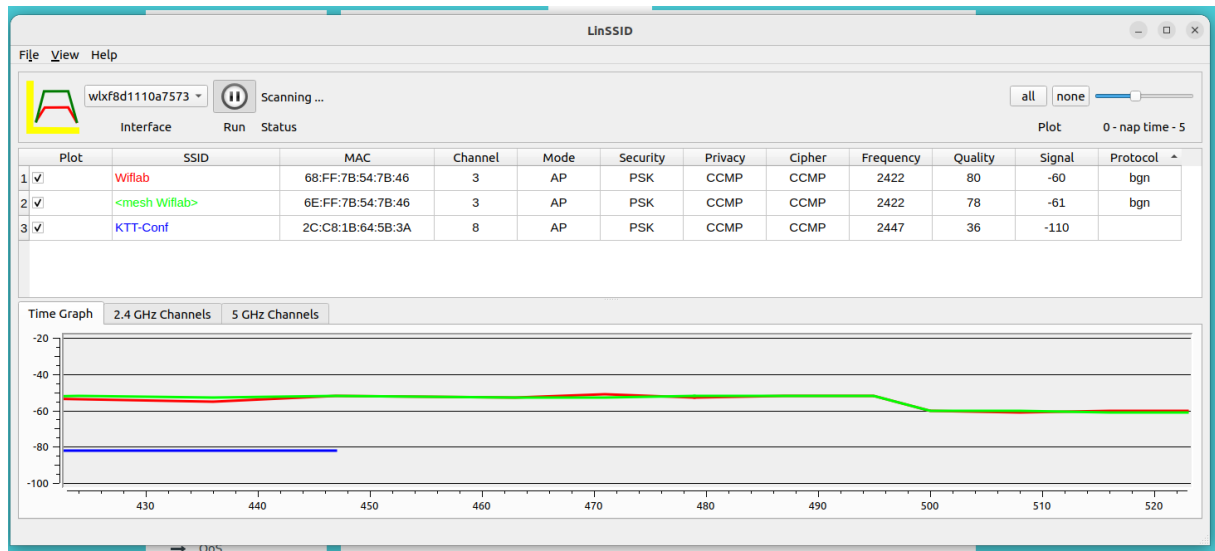 LinSSID
File View Help
wlxf8d1110a7573 Scanning ... all none
Interface Run Status Plot 0 - nap time - 5
Plot SSID MAC Channel Mode Security Privacy Cipher Frequency Quality Signal Protocol
1 Wiflab 68:FF:7B:54:7B:46 3 AP PSK CCMP CCMP 2422 80 -60 bgn
2 <mesh Wiflab> 6E:FF:7B:54:7B:46 3 AP PSK CCMP CCMP 2422 78 -61 bgn
3 KTT-Conf 2C:C8:1B:64:5B:3A 8 AP PSK CCMP CCMP 2447 36 -110
Time Graph 2.4 GHz Channels 5 GHz Channels
-20
-40
-60
-80
-100
430 440 450 460 470 480 490 500 510 520
QoS